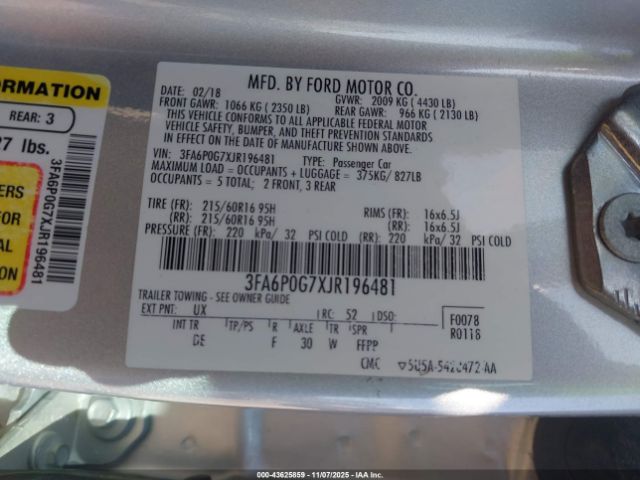 ORMATION
REAR: 3
27 lbs.
3FA6P0G7XJR196481
ERS
FOR
AL
MFD. BY FORD MOTOR CO.
DATE: 02/18
GVWR: 2009 KG (4430 LB)
FRONT GAWR: 1066 KG (2350 LB)
REAR GAWR: 966 KG (2130 LB)
THIS VEHICLE CONFORMS TO ALL APPLICABLE FEDERAL MOTOR
VEHICLE SAFETY, BUMPER, AND THEFT PREVENTION STANDARDS
IN EFFECT ON THE DATE OF MANUFACTURE SHOWN ABOVE.
VIN: 3FA6P0G7XJR196481 TYPE: Passenger Car
MAXIMUM LOAD = OCCUPANTS + LUGGAGE = 375KG/ 827LB
OCCUPANTS = 5 TOTAL; 2 FRONT, 3 REAR
TIRE (FR): 215/60R16 95H RIMS (FR): 16x6.5J
(RR): 215/60R16 95H (RR): 16x6.5J
PRESSURE (FR): 220 kPa/ 32 PSI COLD (RR): 220 kPa/ 32 PSI COLD
3FA6P0G7XJR196481
TRAILER TOWING - SEE OWNER GUIDE
EXT PNT: UX RC: 52 DSO: F0078
INT TR TP/PS R AXLE TR SPR R0118
DE F 30 W FFPP
CMC
IAA: Stock #: 43625859 | 11/07/2025 | IAA, Inc.